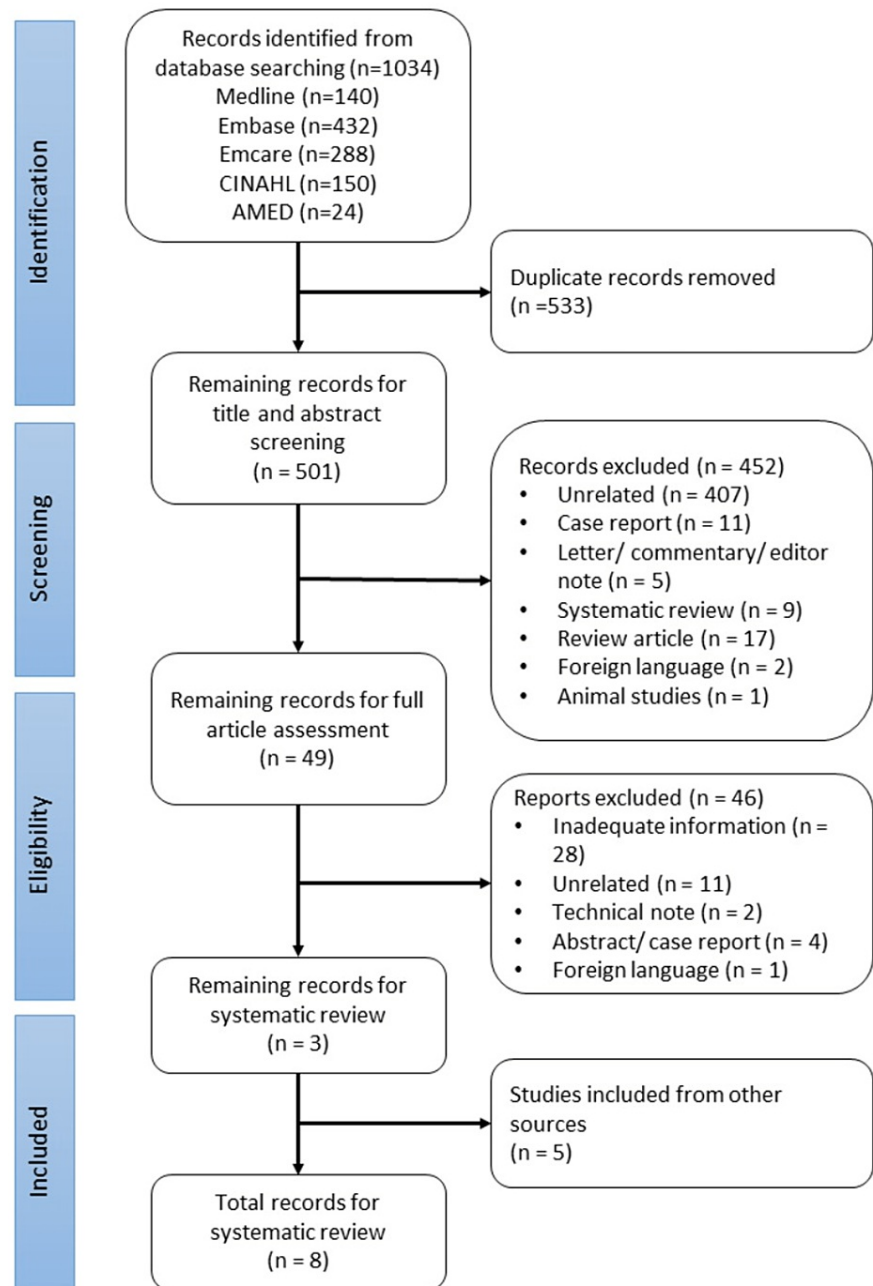 Identification
Records identified from
database searching (n=1034)
Medline (n=140)
Embase (n=432)
Emcare (n=288)
CINAHL (n=150)
AMED (n=24)
Duplicate records removed
(n =533)
Remaining records for
title and abstract
screening
(n = 501)
Screening
Records excluded (n = 452)
• Unrelated (n = 407)
• Case report (n = 11)
• Letter/ commentary/ editor
note (n = 5)
• Systematic review (n = 9)
• Review article (n = 17)
• Foreign language (n = 2)
• Animal studies (n = 1)
Remaining records for full
article assessment
(n = 49)
Eligibility
Reports excluded (n = 46)
• Inadequate information (n =
28)
• Unrelated (n = 11)
• Technical note (n = 2)
• Abstract/ case report (n = 4)
• Foreign language (n = 1)
Remaining records for
systematic review
(n = 3)
Included
Studies included from other
sources
(n = 5)
Total records for
systematic review
(n = 8)